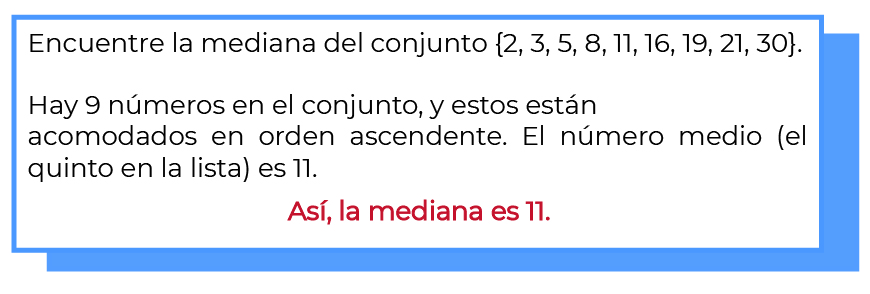 Encuentre la mediana del conjunto {2, 3, 5, 8, 11, 16, 19, 21, 30}.
Hay 9 números en el conjunto, y estos están
acomodados en orden ascendente. El número medio (el
quinto en la lista) es 11.
Así, la mediana es 11.